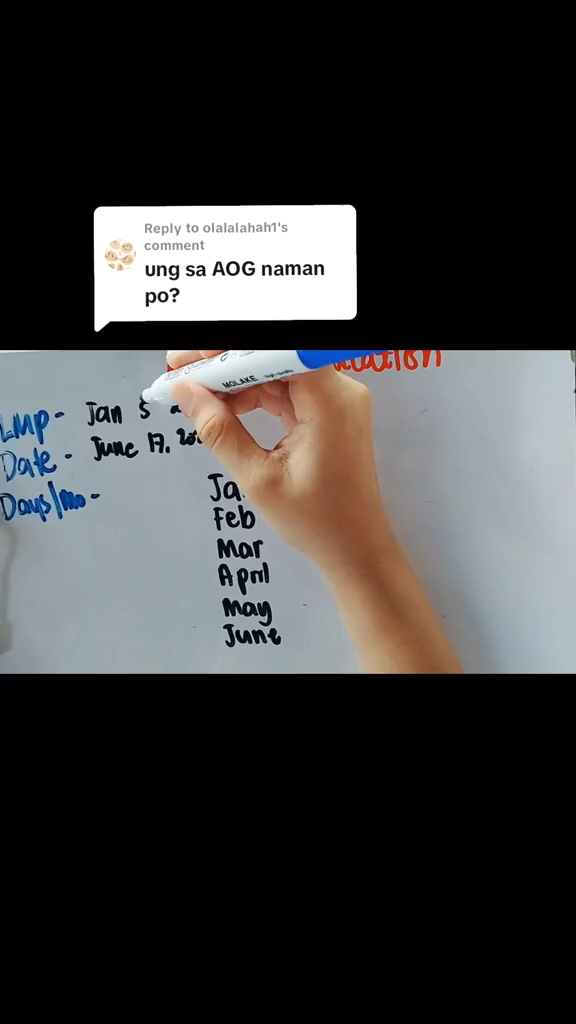 Reply to olalalahah1's
comment
ung sa AOG naman
po?
MOLAKE
LMP - Jan 5
Date - June 17,
Days/mo -
Feb
Mar
April
May
June